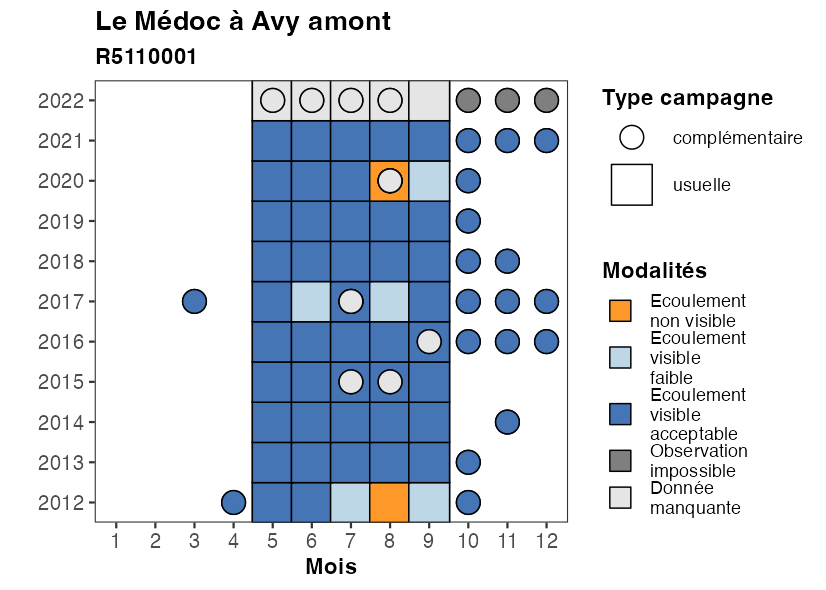 Le Médoc à Avy amont
R5110001
2022
2021
2020
2019
2018
2017
2016
2015
2014
2013
2012
1 2 3 4 5 6 7 8 9 10 11 12
Mois
Type campagne
complémentaire
usuelle
Modalités
Ecoulement
non visible
Ecoulement
visible
faible
Ecoulement
visible
acceptable
Observation
impossible
Donnée
manquante